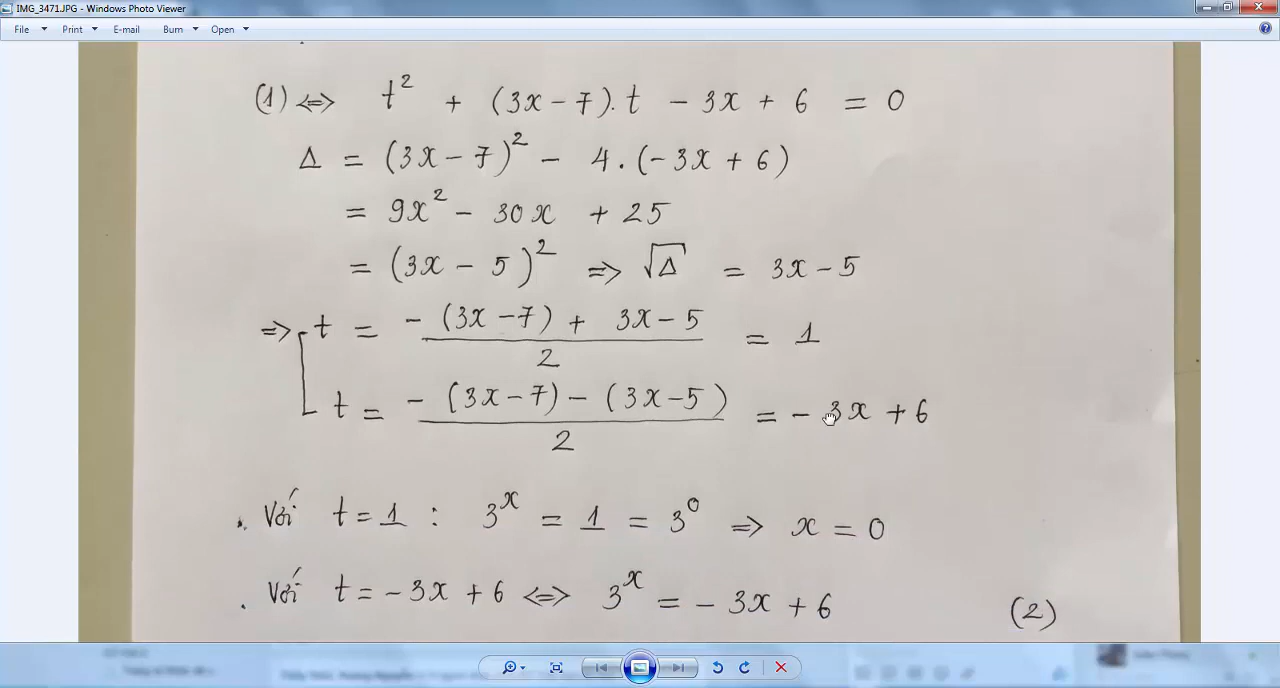 IMG_3471.JPG - Windows Photo Viewer
File Print E-mail Burn Open
(1) ⇔ t² + (3x - 7).t - 3x + 6 = 0
Δ = (3x - 7)² - 4.(-3x + 6)
= 9x² - 30x + 25
= (3x - 5)² ⇒ √Δ = 3x - 5
⇒ [ t = (-(3x - 7) + 3x - 5)/2 = 1
t = (-(3x - 7) - (3x - 5))/2 = -3x + 6
. Với t = 1 : 3^x = 1 = 3⁰ ⇒ x = 0
. Với t = -3x + 6 ⇔ 3^x = -3x + 6 (2)